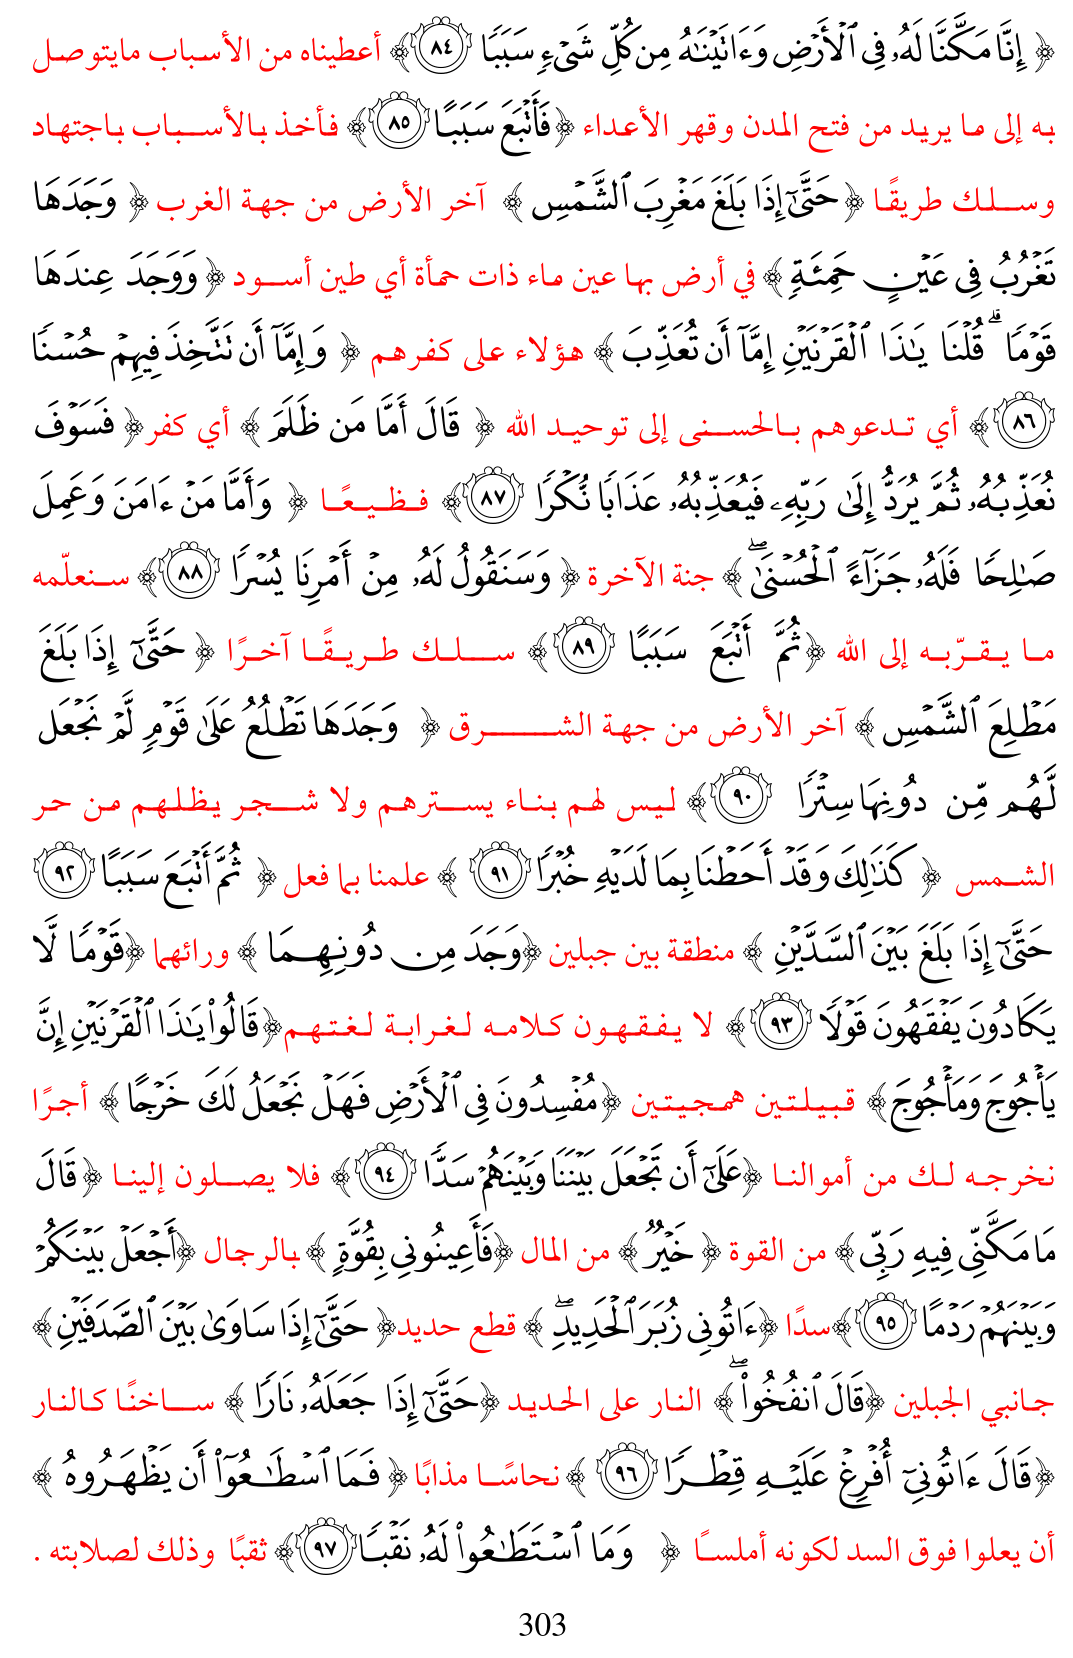 ﴿ إِنَّا مَكَّنَّا لَهُۥ فِى ٱلْأَرْضِ وَءَاتَيْنَٰهُ مِن كُلِّ شَىْءٍ سَبَبًا ٨٤ ﴾ أعطيناه من الأسباب مايتوصل
به إلى ما يريد من فتح المدن وقهر الأعداء ﴿فَأَتْبَعَ سَبَبًا ٨٥ ﴾ فأخذ بالأسباب باجتهاد
وسلك طريقًا ﴿ حَتَّىٰٓ إِذَا بَلَغَ مَغْرِبَ ٱلشَّمْسِ ﴾ آخر الأرض من جهة الغرب ﴿ وَجَدَهَا
تَغْرُبُ فِى عَيْنٍ حَمِئَةٍ ﴾ في أرض بها عين ماء ذات حمأة أي طين أسود ﴿ وَوَجَدَ عِندَهَا
قَوْمًا ۗ قُلْنَا يَٰذَا ٱلْقَرْنَيْنِ إِمَّآ أَن تُعَذِّبَ ﴾ هؤلاء على كفرهم ﴿ وَإِمَّآ أَن تَتَّخِذَ فِيهِمْ حُسْنًا
٨٦ ﴾ أي تدعوهم بالحسنى إلى توحيد الله ﴿ قَالَ أَمَّا مَن ظَلَمَ ﴾ أي كفر ﴿ فَسَوْفَ
نُعَذِّبُهُۥ ثُمَّ يُرَدُّ إِلَىٰ رَبِّهِۦ فَيُعَذِّبُهُۥ عَذَابًا نُّكْرًا ٨٧ ﴾ فظيعًا ﴿ وَأَمَّا مَنْ ءَامَنَ وَعَمِلَ
صَٰلِحًا فَلَهُۥ جَزَآءً ٱلْحُسْنَىٰ ۖ ﴾ جنة الآخرة ﴿ وَسَنَقُولُ لَهُۥ مِنْ أَمْرِنَا يُسْرًا ٨٨ ﴾ سنعلّمه
ما يقرّبه إلى الله ﴿ثُمَّ أَتْبَعَ سَبَبًا ٨٩ ﴾ سلك طريقًا آخرًا ﴿ حَتَّىٰٓ إِذَا بَلَغَ
مَطْلِعَ ٱلشَّمْسِ ﴾ آخر الأرض من جهة الشرق ﴿ وَجَدَهَا تَطْلُعُ عَلَىٰ قَوْمٍ لَّمْ نَجْعَل
لَّهُم مِّن دُونِهَا سِتْرًا ٩٠ ﴾ ليس لهم بناء يسترهم ولا شجر يظلهم من حر
الشمس ﴿ كَذَٰلِكَ وَقَدْ أَحَطْنَا بِمَا لَدَيْهِ خُبْرًا ٩١ ﴾ علمنا بما فعل ﴿ ثُمَّ أَتْبَعَ سَبَبًا ٩٢
حَتَّىٰٓ إِذَا بَلَغَ بَيْنَ ٱلسَّدَّيْنِ ﴾ منطقة بين جبلين ﴿وَجَدَ مِن دُونِهِمَا ﴾ ورائهما ﴿قَوْمًا لَّا
يَكَادُونَ يَفْقَهُونَ قَوْلًا ٩٣ ﴾ لا يفقهون كلامه لغرابة لغتهم ﴿قَالُوا۟ يَٰذَا ٱلْقَرْنَيْنِ إِنَّ
يَأْجُوجَ وَمَأْجُوجَ ﴾ قبيلتين همجيتين ﴿مُفْسِدُونَ فِى ٱلْأَرْضِ فَهَلْ نَجْعَلُ لَكَ خَرْجًا ﴾ أجرًا
نخرجه لك من أموالنا ﴿عَلَىٰٓ أَن تَجْعَلَ بَيْنَنَا وَبَيْنَهُمْ سَدًّا ٩٤ ﴾ فلا يصلون إلينا ﴿قَالَ
مَا مَكَّنِّى فِيهِ رَبِّى ﴾ من القوة ﴿ خَيْرٌ ﴾ من المال ﴿فَأَعِينُونِى بِقُوَّةٍ ﴾ بالرجال ﴿أَجْعَلْ بَيْنَكُمْ
وَبَيْنَهُمْ رَدْمًا ٩٥ ﴾سدًا ﴿ءَاتُونِى زُبَرَ ٱلْحَدِيدِ ۖ ﴾ قطع حديد ﴿ حَتَّىٰٓ إِذَا سَاوَىٰ بَيْنَ ٱلصَّدَفَيْنِ ﴾
جانبي الجبلين ﴿قَالَ ٱنفُخُوا۟ ۖ ﴾ النار على الحديد ﴿حَتَّىٰٓ إِذَا جَعَلَهُۥ نَارًا ﴾ ساخنًا كالنار
﴿قَالَ ءَاتُونِىٓ أُفْرِغْ عَلَيْهِ قِطْرًا ٩٦ ﴾ نحاسًا مذابًا ﴿ فَمَا ٱسْطَٰعُوٓا۟ أَن يَظْهَرُوهُ ﴾
أن يعلوا فوق السد لكونه أملسًا ﴿ وَمَا ٱسْتَطَٰعُوا۟ لَهُۥ نَقْبًا ٩٧ ﴾ ثقبًا وذلك لصلابته .
303